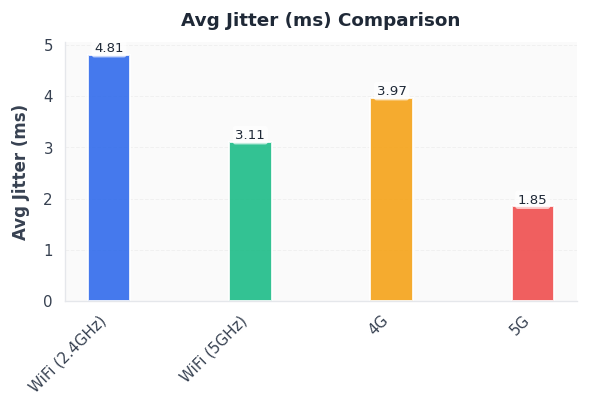 Avg Jitter (ms) Comparison
Avg Jitter (ms)
5
4
3
2
1
0
4.81
3.11
3.97
1.85
WiFi (2.4GHz)
WiFi (5GHz)
4G
5G